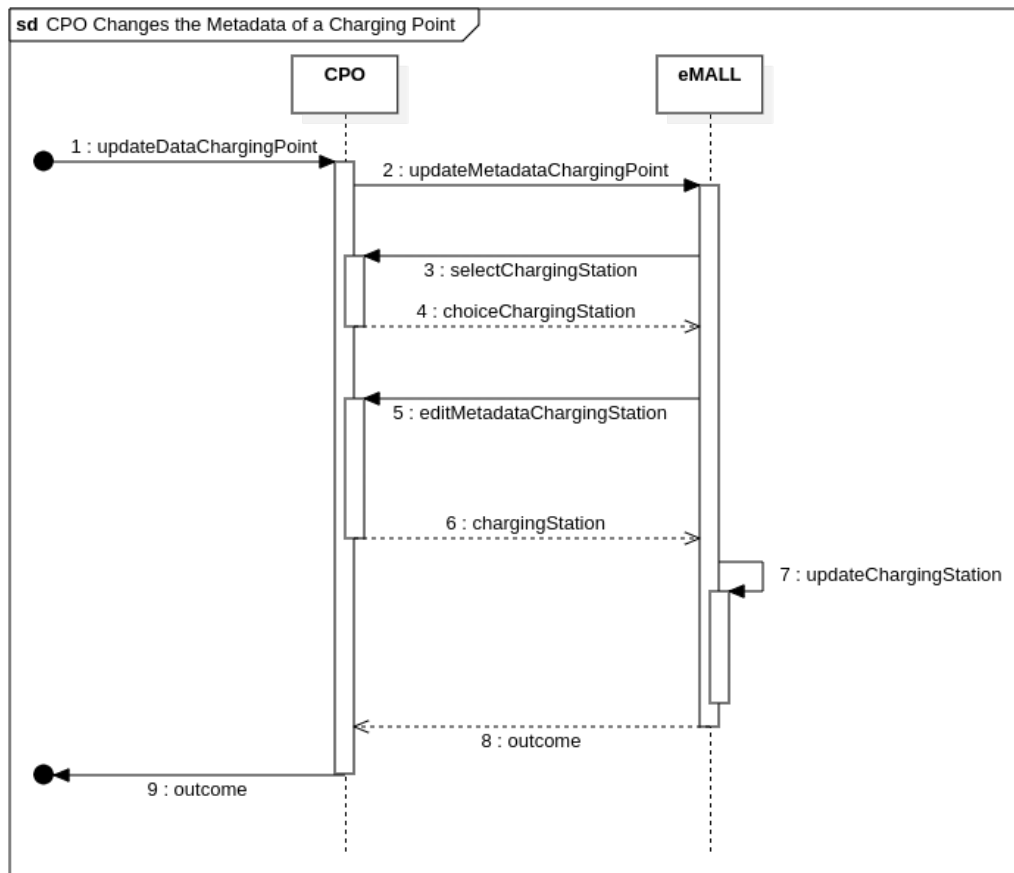 sd CPO Changes the Metadata of a Charging Point
CPO
eMALL
1 : updateDataChargingPoint
2 : updateMetadataChargingPoint
3 : selectChargingStation
4 : choiceChargingStation
5 : editMetadataChargingStation
6 : chargingStation
7 : updateChargingStation
8 : outcome
9 : outcome